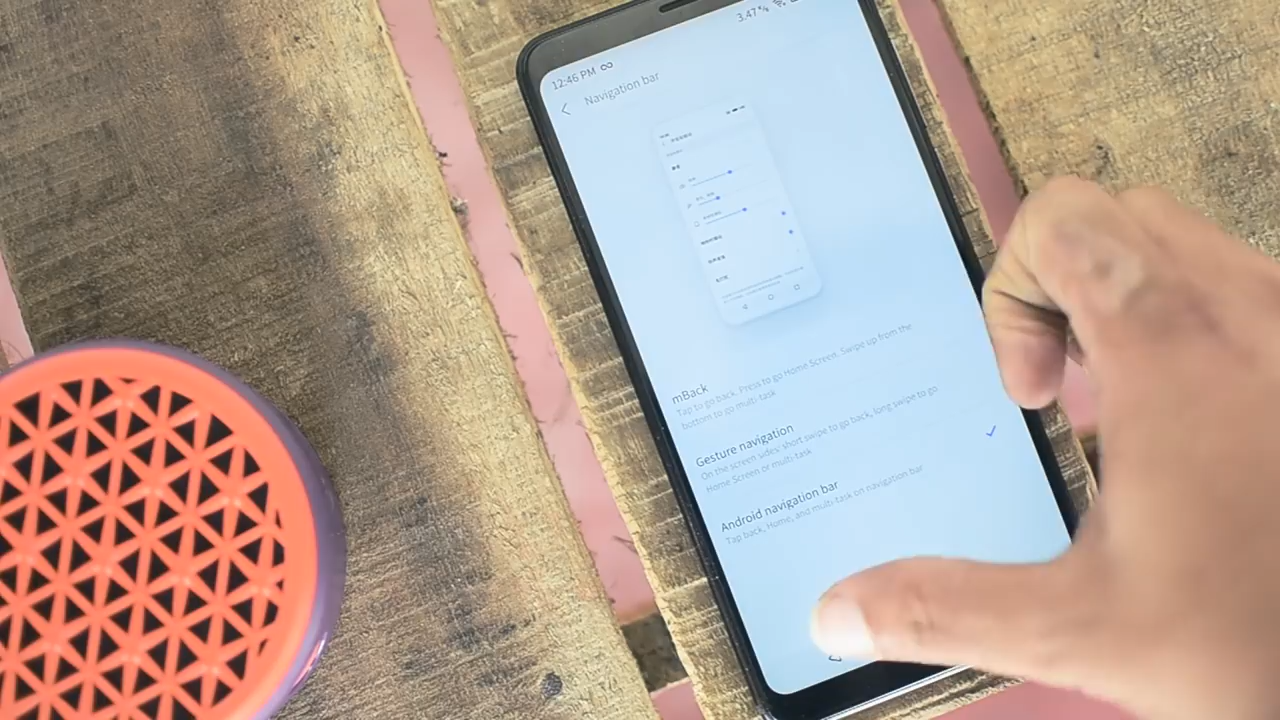 12:46 PM
3.47
Navigation bar
mBack
Tap to go back. Press to go Home Screen. Swipe up from the
bottom to go multi-task
Gesture navigation
On the screen sides: short swipe to go back, long swipe to go
Home Screen or multi-task
Android navigation bar
Tap back, Home, and multi-task on navigation bar